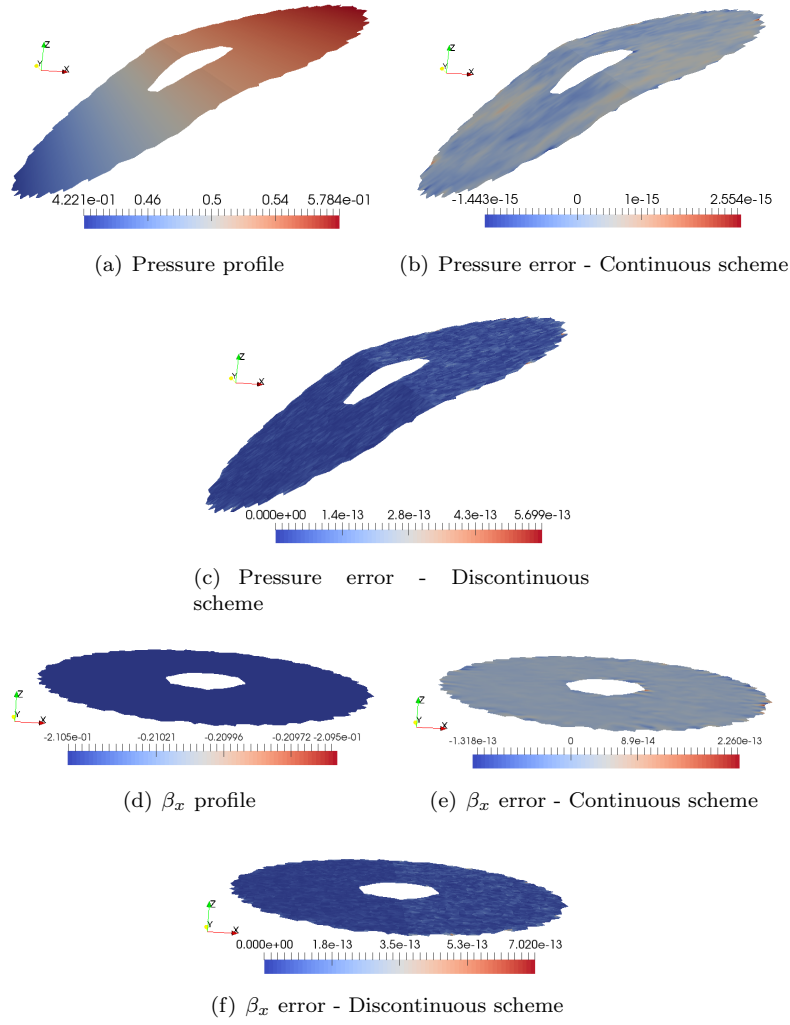 Z
Y
X
4.221e-01 0.46 0.5 0.54 5.784e-01
(a) Pressure profile
Z
Y
X
-1.443e-15 0 1e-15 2.554e-15
(b) Pressure error - Continuous scheme
Z
Y
X
0.000e+00 1.4e-13 2.8e-13 4.3e-13 5.699e-13
(c) Pressure error - Discontinuous
scheme
Z
Y
X
-2.105e-01 -0.21021 -0.20996 -0.20972 -2.095e-01
(d) βx profile
Z
Y
X
-1.318e-13 0 8.9e-14 2.260e-13
(e) βx error - Continuous scheme
Z
Y
X
0.000e+00 1.8e-13 3.5e-13 5.3e-13 7.020e-13
(f) βx error - Discontinuous scheme